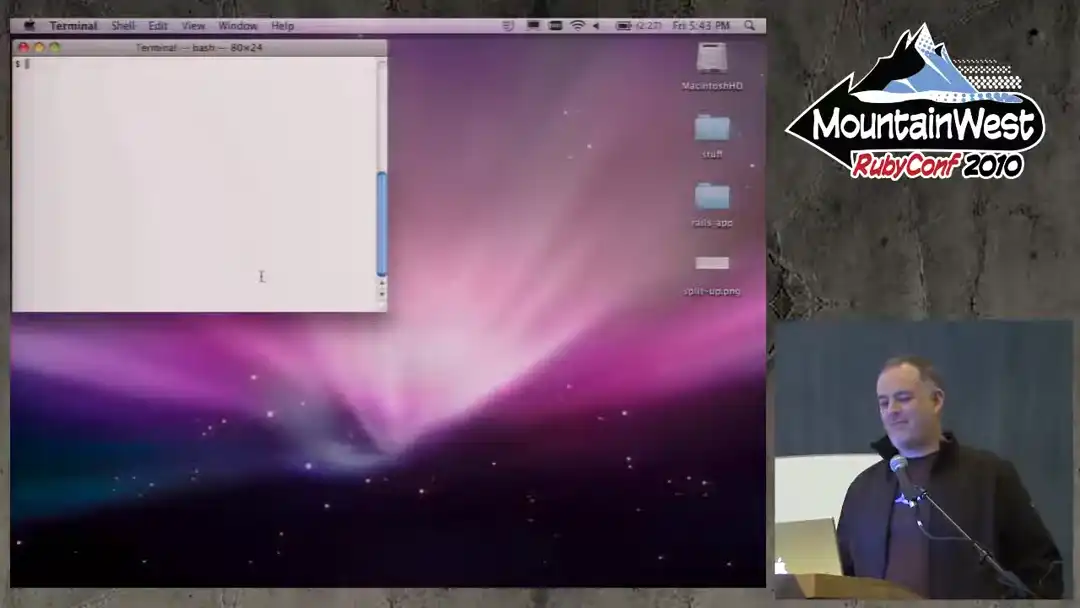 Terminal Shell Edit View Window Help (2:27) Fri 5:43 PM
Terminal — bash — 80×24
$
MacintoshHD
stuff
rails_app
split-up.png
MountainWest
RubyConf 2010